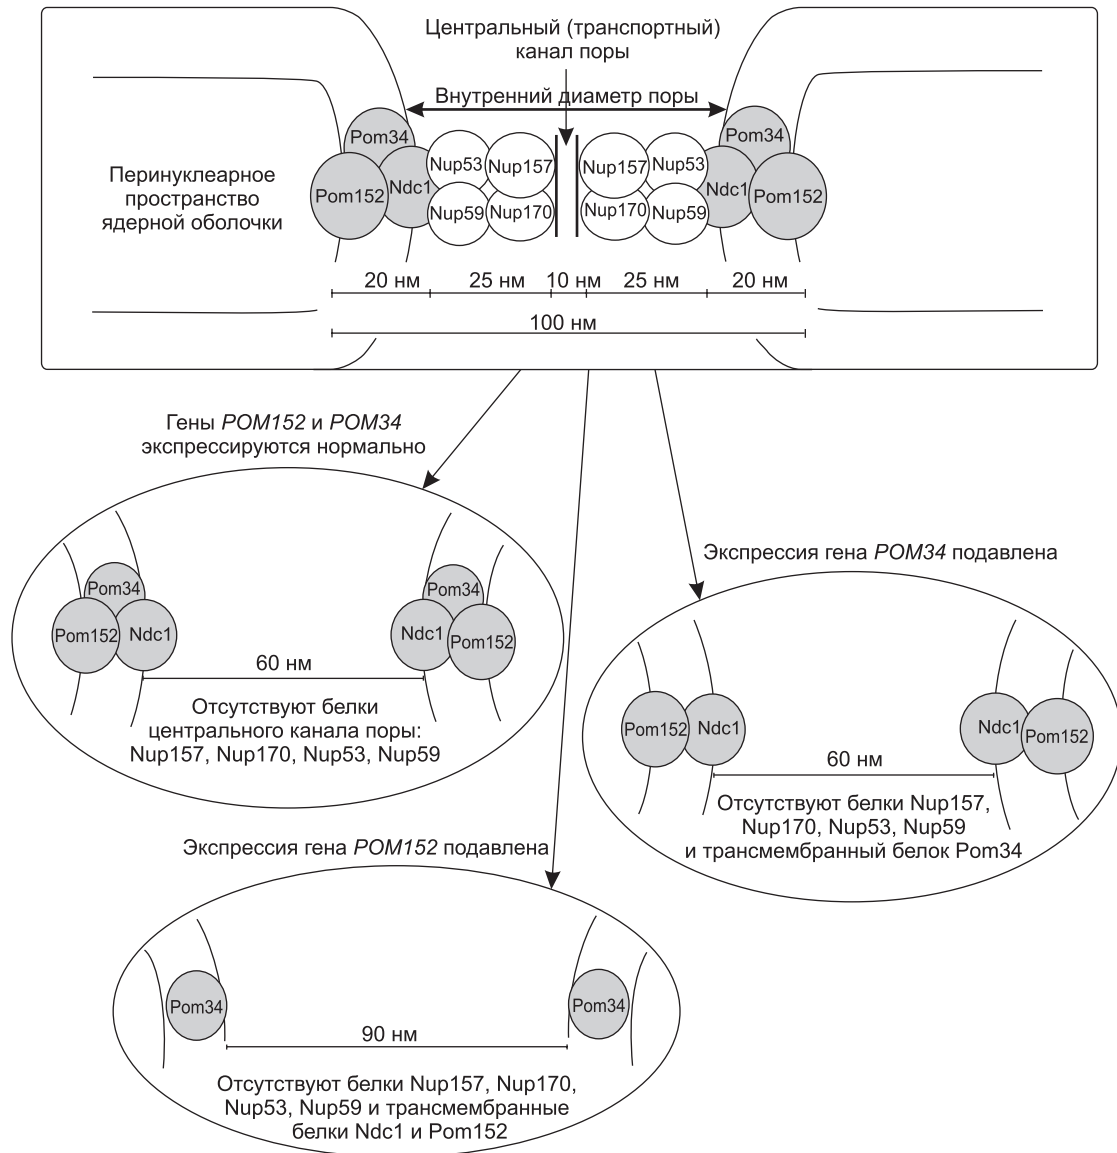 Центральный (транспортный)
канал поры
Внутренний диаметр поры
Pom34
Pom34
Nup53
Nup157
Nup157
Nup53
Перинуклеарное
пространство
ядерной оболочки
Pom152
Ndc1
Nup59
Nup170
Nup170
Nup59
Ndc1
Pom152
20 нм
25 нм
10 нм
25 нм
20 нм
100 нм
Гены POM152 и POM34
экспрессируются нормально
Pom34
Pom34
Pom152
Ndc1
Ndc1
Pom152
60 нм
Отсутствуют белки
центрального канала поры:
Nup157, Nup170, Nup53, Nup59
Экспрессия гена POM34 подавлена
Pom152
Ndc1
Ndc1
Pom152
60 нм
Отсутствуют белки Nup157,
Nup170, Nup53, Nup59
и трансмембранный белок Pom34
Экспрессия гена POM152 подавлена
Pom34
Pom34
90 нм
Отсутствуют белки Nup157, Nup170,
Nup53, Nup59 и трансмембранные
белки Ndc1 и Pom152